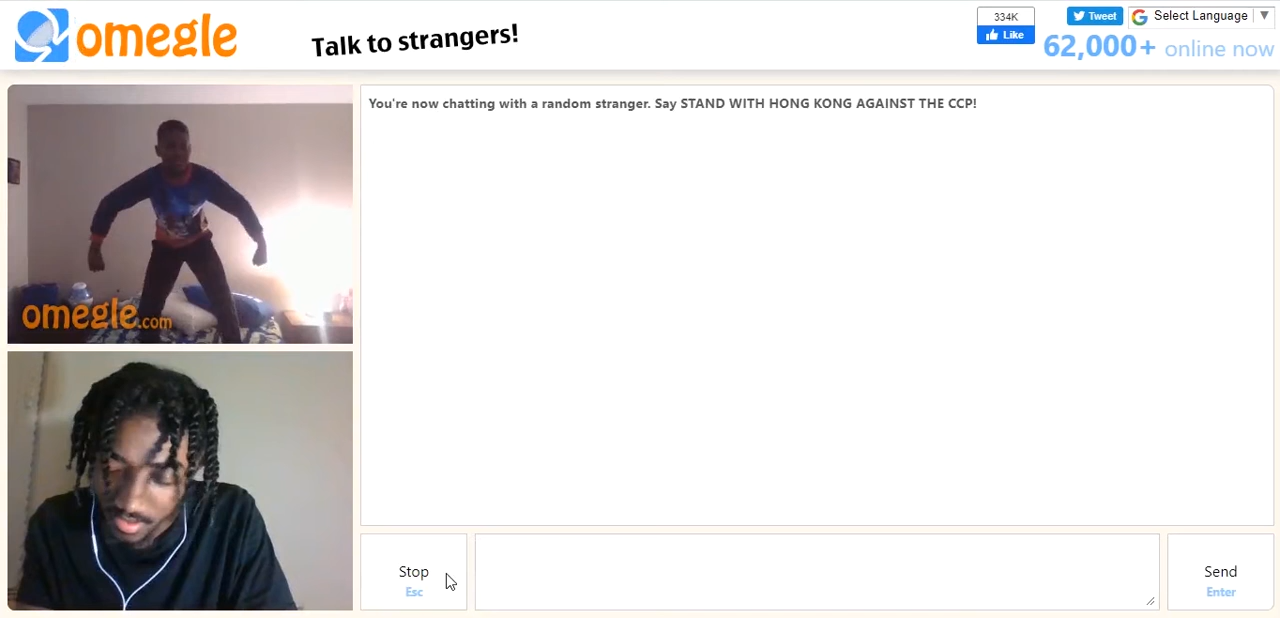 omegle
Talk to strangers!
334K
Like
Tweet
Select Language
62,000+ online now
You're now chatting with a random stranger. Say STAND WITH HONG KONG AGAINST THE CCP!
omegle.com
Stop
Esc
Send
Enter